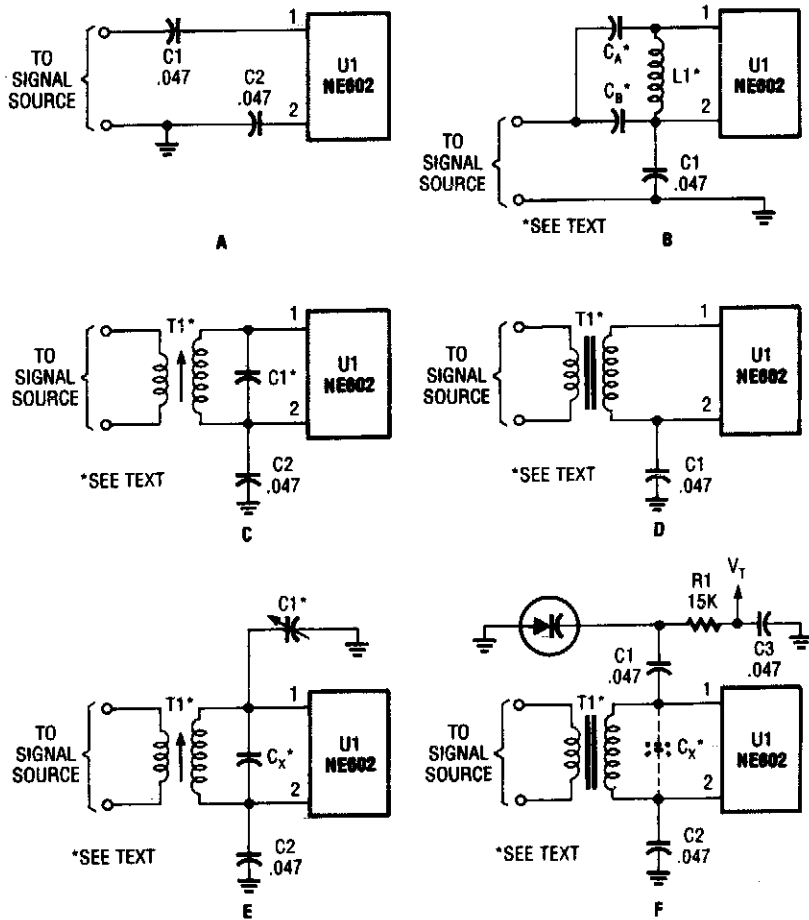 TO
SIGNAL
SOURCE
C1
.047
C2
.047
1
2
U1
NE602
A
TO
SIGNAL
SOURCE
CA*
CB*
L1*
1
2
U1
NE602
C1
.047
*SEE TEXT
B
TO
SIGNAL
SOURCE
T1*
C1*
1
2
U1
NE602
*SEE TEXT
C2
.047
C
TO
SIGNAL
SOURCE
T1*
1
2
U1
NE602
*SEE TEXT
C1
.047
D
C1*
TO
SIGNAL
SOURCE
T1*
CX*
1
2
U1
NE602
*SEE TEXT
C2
.047
E
VT
R1
15K
C3
.047
C1
.047
TO
SIGNAL
SOURCE
T1*
CX*
1
2
U1
NE602
*SEE TEXT
C2
.047
F